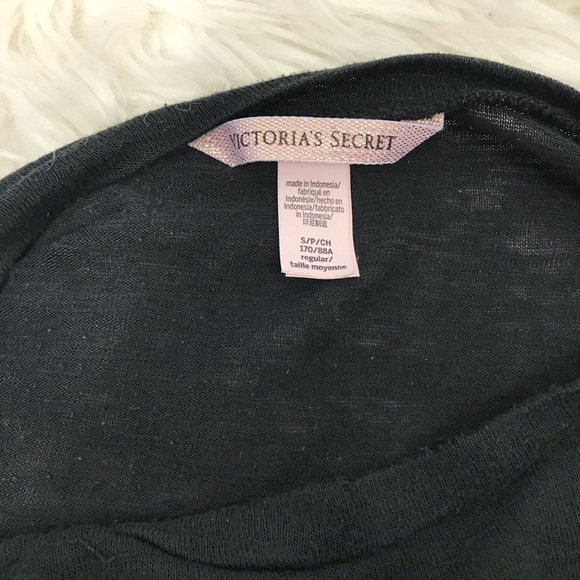 VICTORIA'S SECRET
made in Indonesia/
fabriqué en
Indonésie/hecho en
Indonesia/fabbricato
in Indonesia/
印尼制造
S/P/CH
170/88A
regular/
taille moyenne